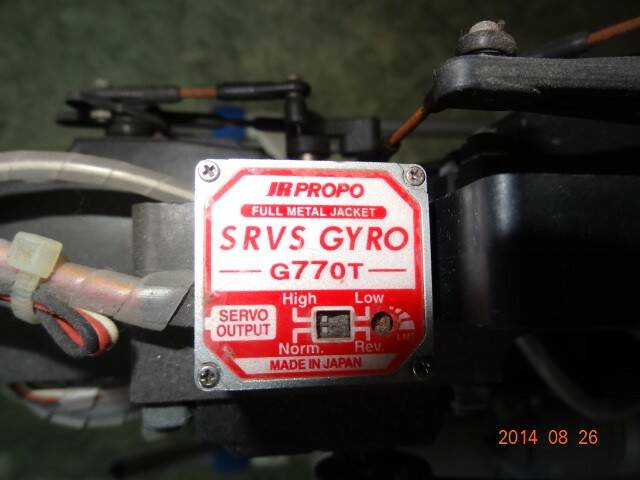 JR PROPO
FULL METAL JACKET
SRVS GYRO
G770T
High Low
SERVO
OUTPUT
LMT
Norm. Rev.
MADE IN JAPAN
2014 08 26